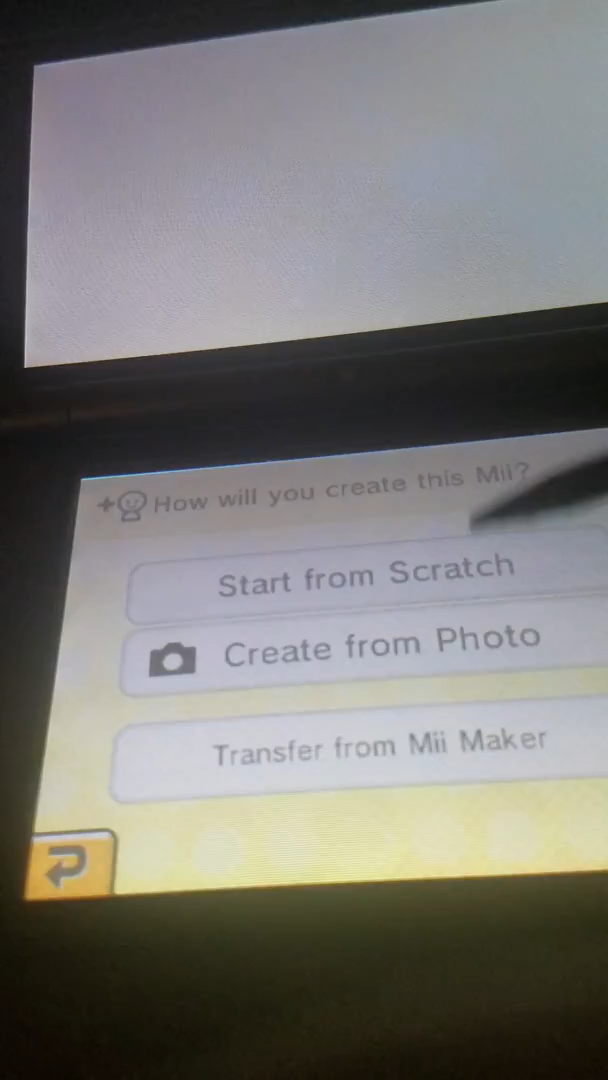 How will you create this Mii?
Start from Scratch
Create from Photo
Transfer from Mii Maker